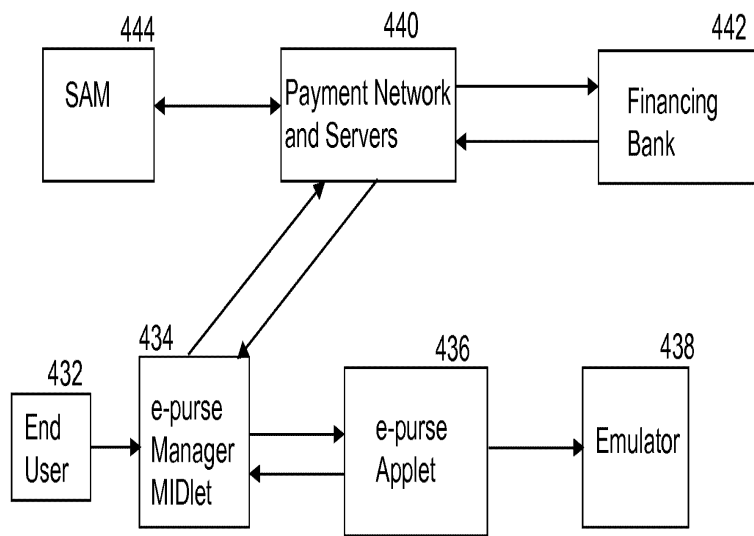 444
440
442
SAM
Payment Network
and Servers
Financing
Bank
434
436
438
432
End
User
e-purse
Manager
MIDlet
e-purse
Applet
Emulator